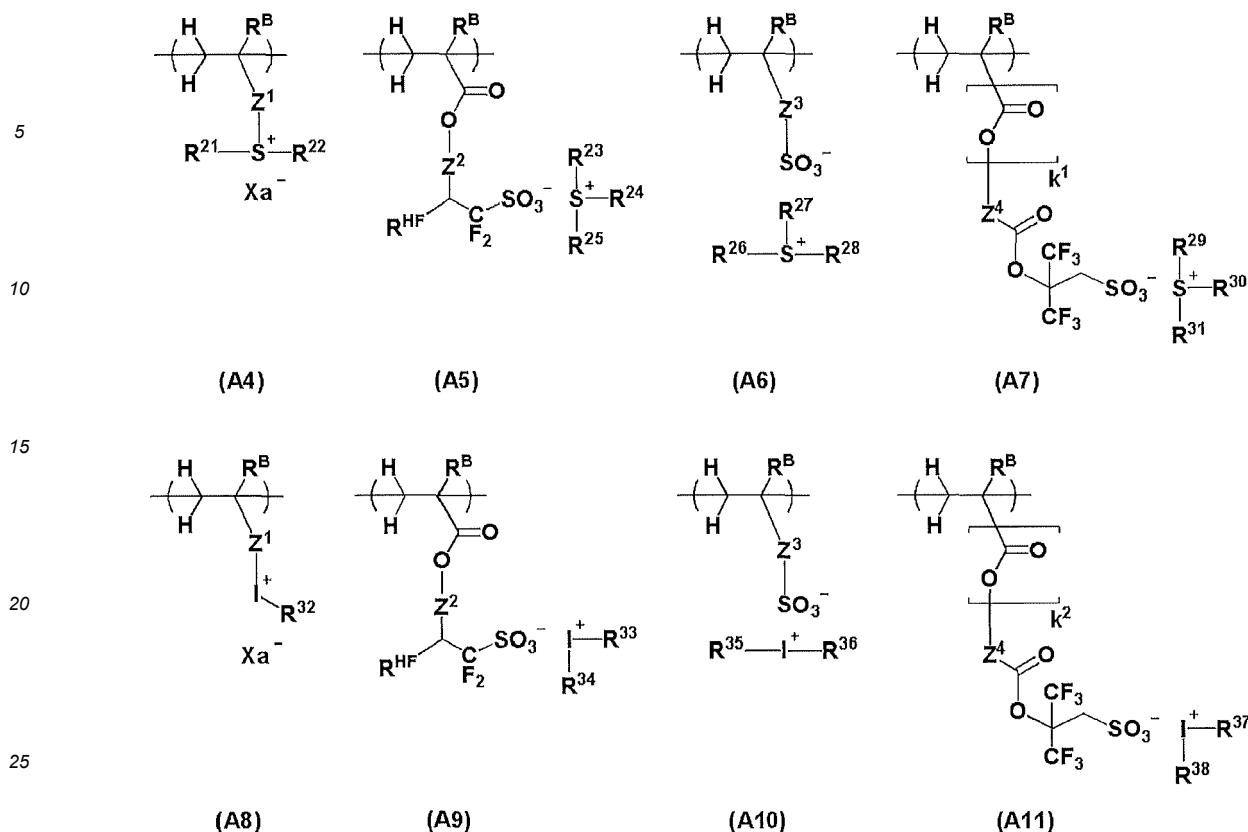 H R^B H R^B H R^B H R^B
H H H H
Z^1 O Z^3 O
5 O O
R^21 S^+ R^22 Z^2 R^23 SO3^- k^1
Xa^- SO3^- S^+ R^24 R^27 Z^4 O
R^HF C F2 R^25 R^26 S^+ R^28 O CF3 R^29
10 CF3 SO3^- S^+ R^30
R^31
(A4) (A5) (A6) (A7)
15
H R^B H R^B H R^B H R^B
H H H H
Z^1 O Z^3 O
I^+ O O
20 R^32 Z^2 SO3^- k^2
Xa^- SO3^- I^+ R^33 R^35 I^+ R^36 Z^4 O
R^HF C F2 R^34 O CF3
25 CF3 SO3^- I^+ R^37
R^38
(A8) (A9) (A10) (A11)